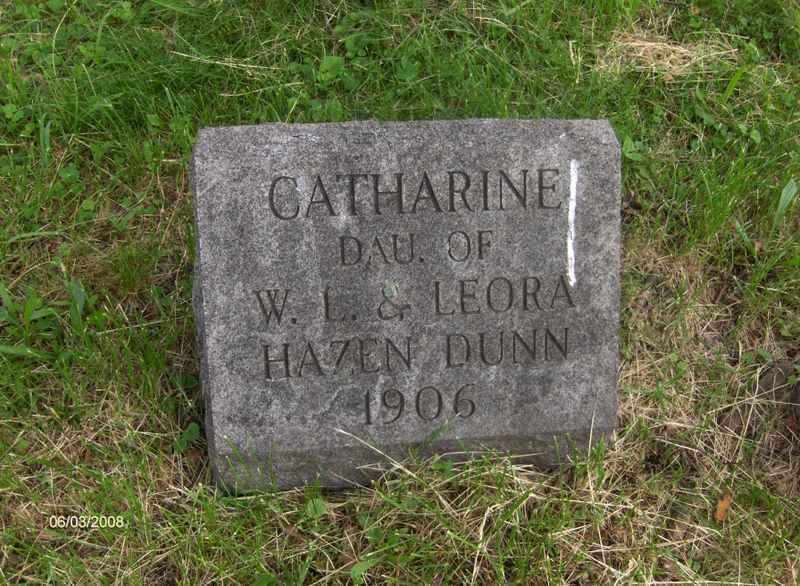 CATHARINE
DAU. OF
W. L. & LEORA
HAZEN DUNN
1906
06/03/2008